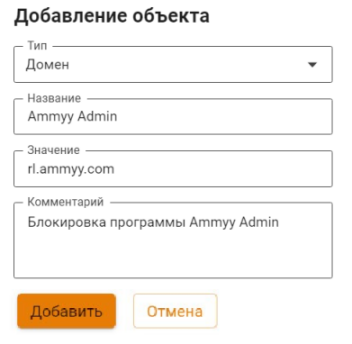 Добавление объекта
Тип
Домен
Название
Ammyy Admin
Значение
rl.ammyy.com
Комментарий
Блокировка программы Ammyy Admin
Добавить
Отмена